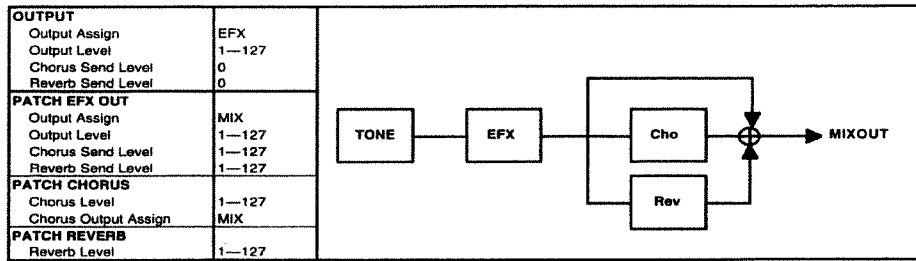 OUTPUT
Output Assign EFX
Output Level 1—127
Chorus Send Level 0
Reverb Send Level 0
PATCH EFX OUT
Output Assign MIX
Output Level 1—127
Chorus Send Level 1—127
Reverb Send Level 1—127
PATCH CHORUS
Chorus Level 1—127
Chorus Output Assign MIX
PATCH REVERB
Reverb Level 1—127
TONE EFX Cho MIXOUT
Rev